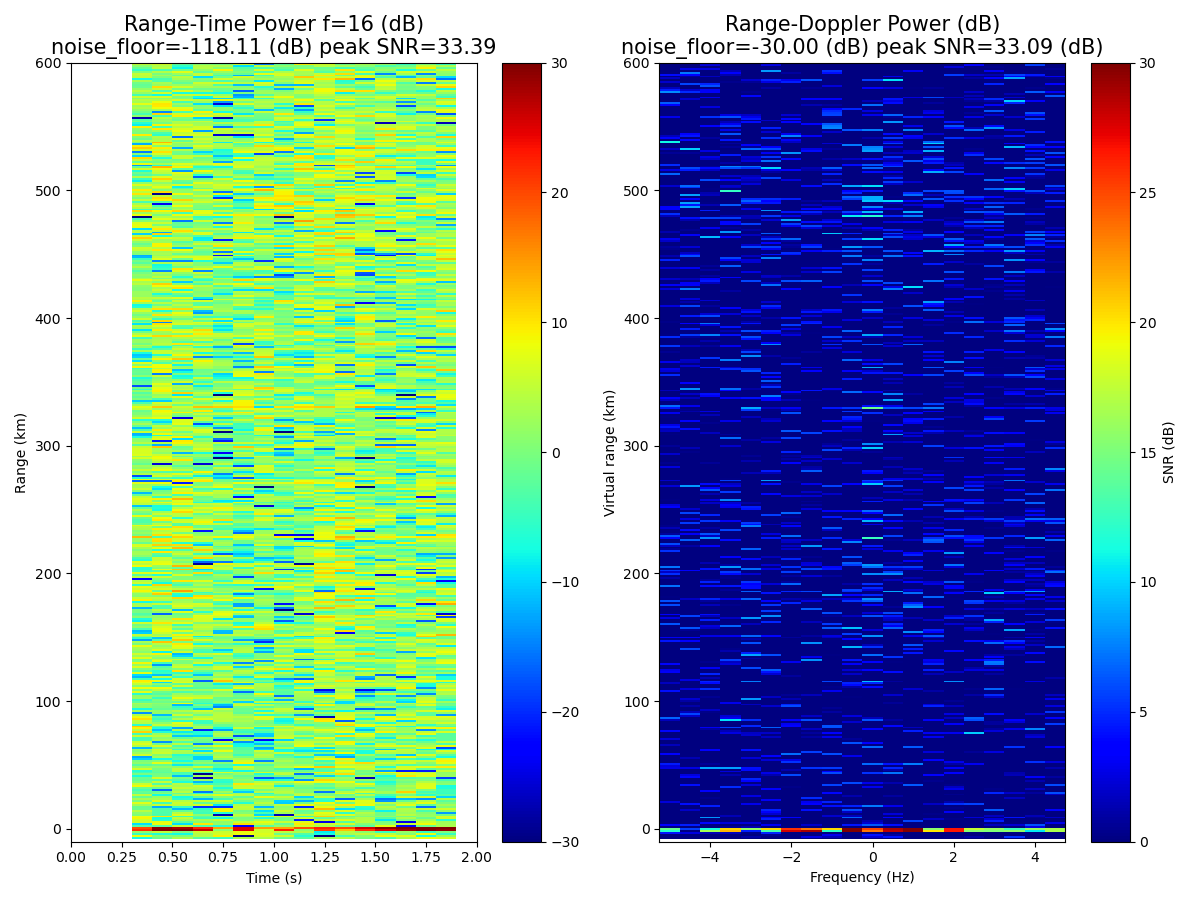 Range-Time Power f=16 (dB)
noise_floor=-118.11 (dB) peak SNR=33.39
Range (km)
600
500
400
300
200
100
0
0.00 0.25 0.50 0.75 1.00 1.25 1.50 1.75 2.00
Time (s)
30
20
10
0
−10
−20
−30
Range-Doppler Power (dB)
noise_floor=-30.00 (dB) peak SNR=33.09 (dB)
Virtual range (km)
600
500
400
300
200
100
0
−4 −2 0 2 4
Frequency (Hz)
30
25
20
15
10
5
0
SNR (dB)